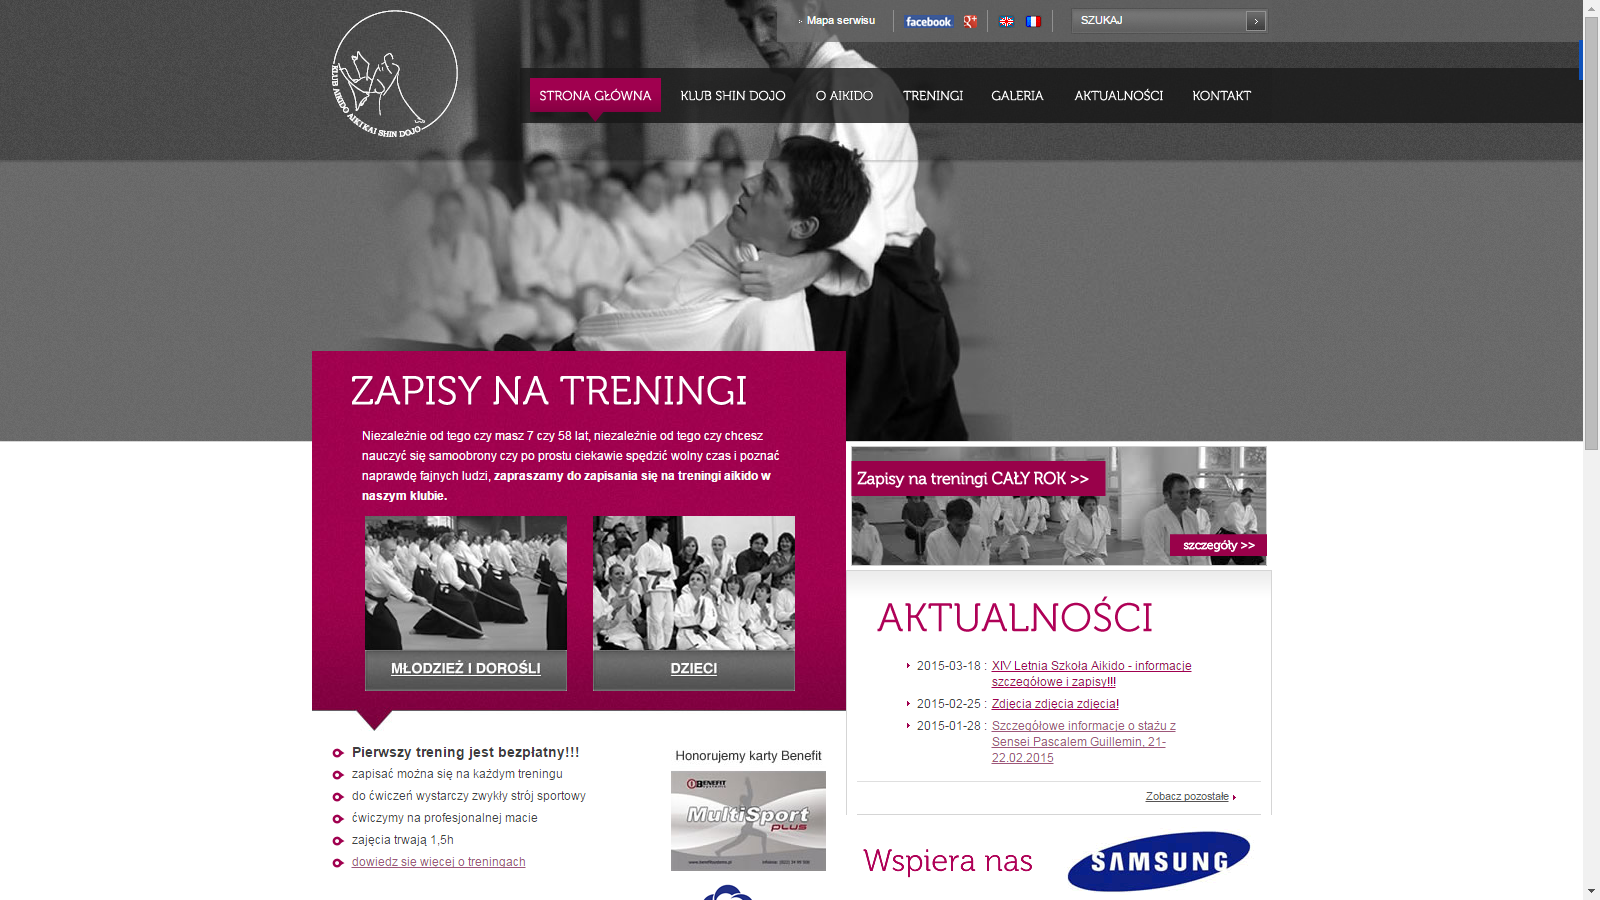 Mapa serwisu
facebook
SZUKAJ
KLUB AIKIDO AIKIKAI SHIN DOJO
STRONA GŁÓWNA
KLUB SHIN DOJO
O AIKIDO
TRENINGI
GALERIA
AKTUALNOŚCI
KONTAKT
ZAPISY NA TRENINGI
Niezależnie od tego czy masz 7 czy 58 lat, niezależnie od tego czy chcesz
nauczyć się samoobrony czy po prostu ciekawie spędzić wolny czas i poznać
naprawdę fajnych ludzi, zapraszamy do zapisania się na treningi aikido w
naszym klubie.
MŁODZIEŻ I DOROŚLI
DZIECI
Pierwszy trening jest bezpłatny!!!
zapisać można się na każdym treningu
do ćwiczeń wystarczy zwykły strój sportowy
ćwiczymy na profesjonalnej macie
zajęcia trwają 1,5h
dowiedz się wiecej o treningach
Honorujemy karty Benefit
BENEFIT
MultiSport
PLUS
Zapisy na treningi CAŁY ROK >>
szczegóły >>
AKTUALNOŚCI
2015-03-18 : XIV Letnia Szkoła Aikido - informacje
szczegółowe i zapisy!!!
2015-02-25 : Zdjecia zdjecia zdjecia!
2015-01-28 : Szczegółowe informacje o stażu z
Sensei Pascalem Guillemin, 21-
22.02.2015
Zobacz pozostałe
Wspiera nas
SAMSUNG